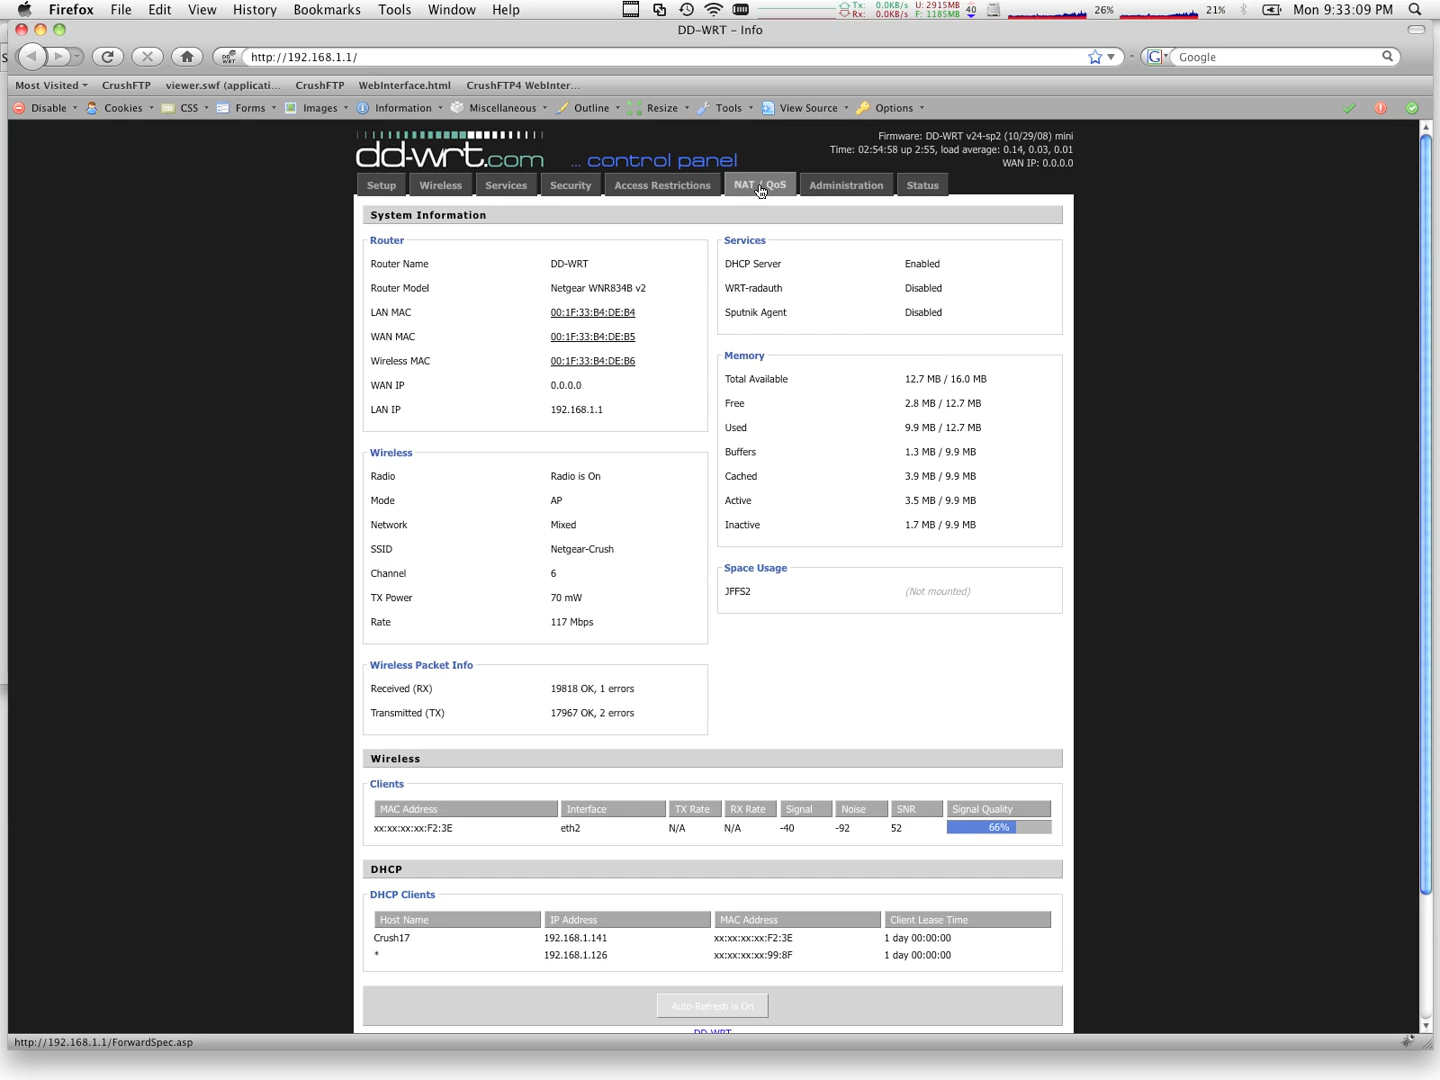 Firefox File Edit View History Bookmarks Tools Window Help Tx: 0.0KB/s Rx: 0.0KB/s U: 2915MB F: 1185MB 40 26% 21% Mon 9:33:09 PM
DD-WRT – Info
http://192.168.1.1/ Google
Most Visited CrushFTP viewer.swf (applicati... CrushFTP WebInterface.html CrushFTP4 WebInter...
Disable Cookies CSS Forms Images Information Miscellaneous Outline Resize Tools View Source Options
Firmware: DD-WRT v24-sp2 (10/29/08) mini
Time: 02:54:58 up 2:55, load average: 0.14, 0.03, 0.01
WAN IP: 0.0.0.0
dd-wrt.com ... control panel
Setup Wireless Services Security Access Restrictions NAT / QoS Administration Status
System Information
Router
Router Name DD-WRT
Router Model Netgear WNR834B v2
LAN MAC 00:1F:33:B4:DE:B4
WAN MAC 00:1F:33:B4:DE:B5
Wireless MAC 00:1F:33:B4:DE:B6
WAN IP 0.0.0.0
LAN IP 192.168.1.1
Wireless
Radio Radio is On
Mode AP
Network Mixed
SSID Netgear-Crush
Channel 6
TX Power 70 mW
Rate 117 Mbps
Wireless Packet Info
Received (RX) 19818 OK, 1 errors
Transmitted (TX) 17967 OK, 2 errors
Services
DHCP Server Enabled
WRT-radauth Disabled
Sputnik Agent Disabled
Memory
Total Available 12.7 MB / 16.0 MB
Free 2.8 MB / 12.7 MB
Used 9.9 MB / 12.7 MB
Buffers 1.3 MB / 9.9 MB
Cached 3.9 MB / 9.9 MB
Active 3.5 MB / 9.9 MB
Inactive 1.7 MB / 9.9 MB
Space Usage
JFFS2 (Not mounted)
Wireless
Clients
MAC Address Interface TX Rate RX Rate Signal Noise SNR Signal Quality
xx:xx:xx:xx:F2:3E eth2 N/A N/A -40 -92 52 66%
DHCP
DHCP Clients
Host Name IP Address MAC Address Client Lease Time
Crush17 192.168.1.141 xx:xx:xx:xx:F2:3E 1 day 00:00:00
* 192.168.1.126 xx:xx:xx:xx:99:8F 1 day 00:00:00
Auto-Refresh is On
DD-WRT
http://192.168.1.1/ForwardSpec.asp